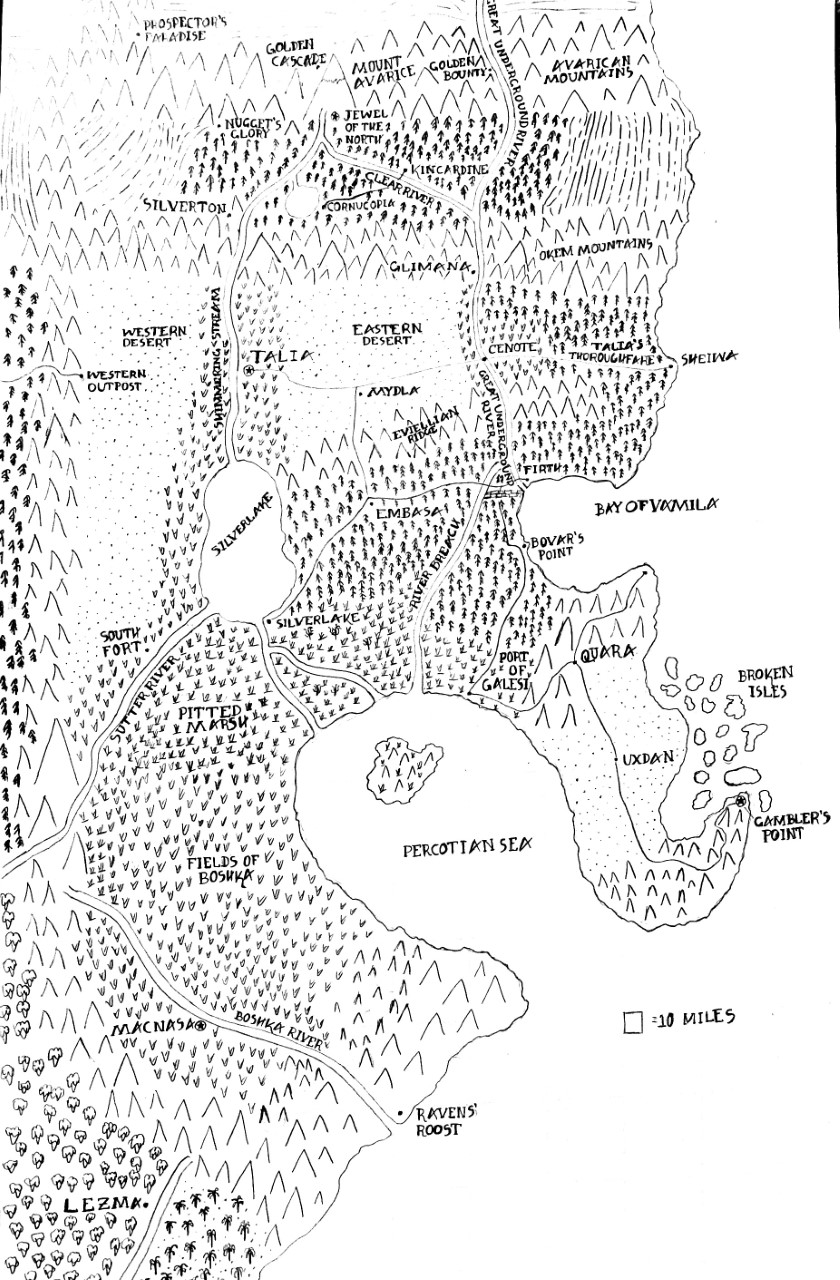 PROSPECTOR'S
PARADISE
GOLDEN
CASCADE
MOUNT
AVARICE
GOLDEN
BOUNTY
GREAT UNDERGROUND RIVER
AVARICAN
MOUNTAINS
NUGGET'S
GLORY
JEWEL
OF THE
NORTH
KINCARDINE
CLEAR RIVER
CORNUCOPIA
SILVERTON
OKEM MOUNTAINS
GLIMANA
SHIMMERING STREAM
WESTERN
DESERT
EASTERN
DESERT
CENOTE
TALIA'S
THOROUGHFARE
SHEIWA
TALIA
WESTERN
OUTPOST
MYDLA
GREAT UNDERGROUND
RIVER
EVIELLIAN
RIDGE
FIRTH
EMBASA
BAY OF VAMILA
SILVERLAKE
RIVER BREACH
BOVAR'S
POINT
SILVERLAKE
SOUTH
FORT
SUTTER RIVER
PORT
OF
GALESI
QUARA
BROKEN
ISLES
PITTED
MARSH
UXDAN
GAMBLER'S
POINT
PERCOTIAN SEA
FIELDS OF
BOSHKA
MACNASA
BOSHKA RIVER
=10 MILES
RAVENS'
ROOST
LEZMA